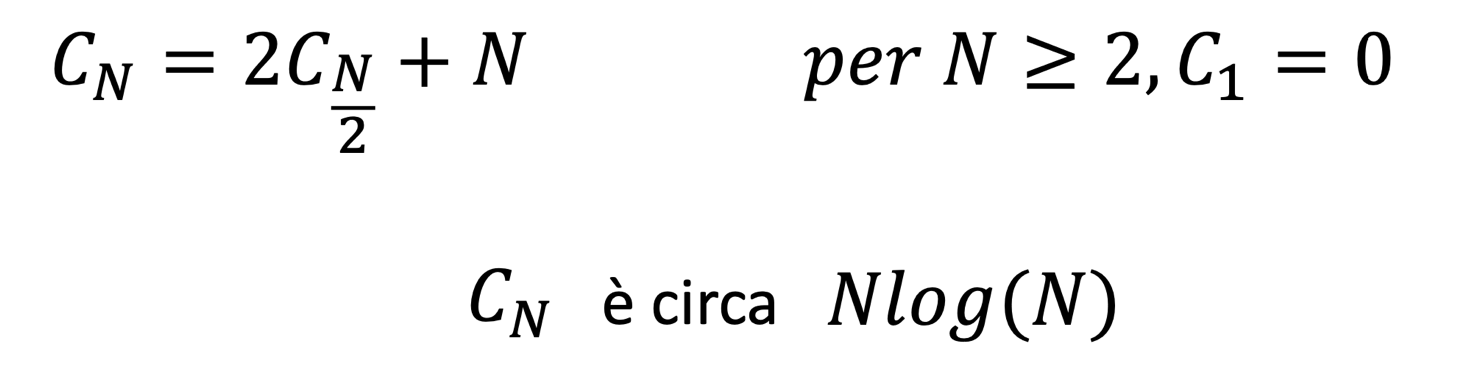 C_N = 2C_{N/2} + N per N ≥ 2, C_1 = 0
C_N è circa Nlog(N)